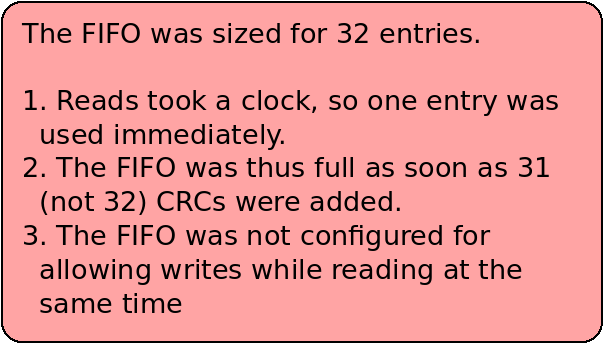 The FIFO was sized for 32 entries.
1. Reads took a clock, so one entry was
used immediately.
2. The FIFO was thus full as soon as 31
(not 32) CRCs were added.
3. The FIFO was not configured for
allowing writes while reading at the
same time